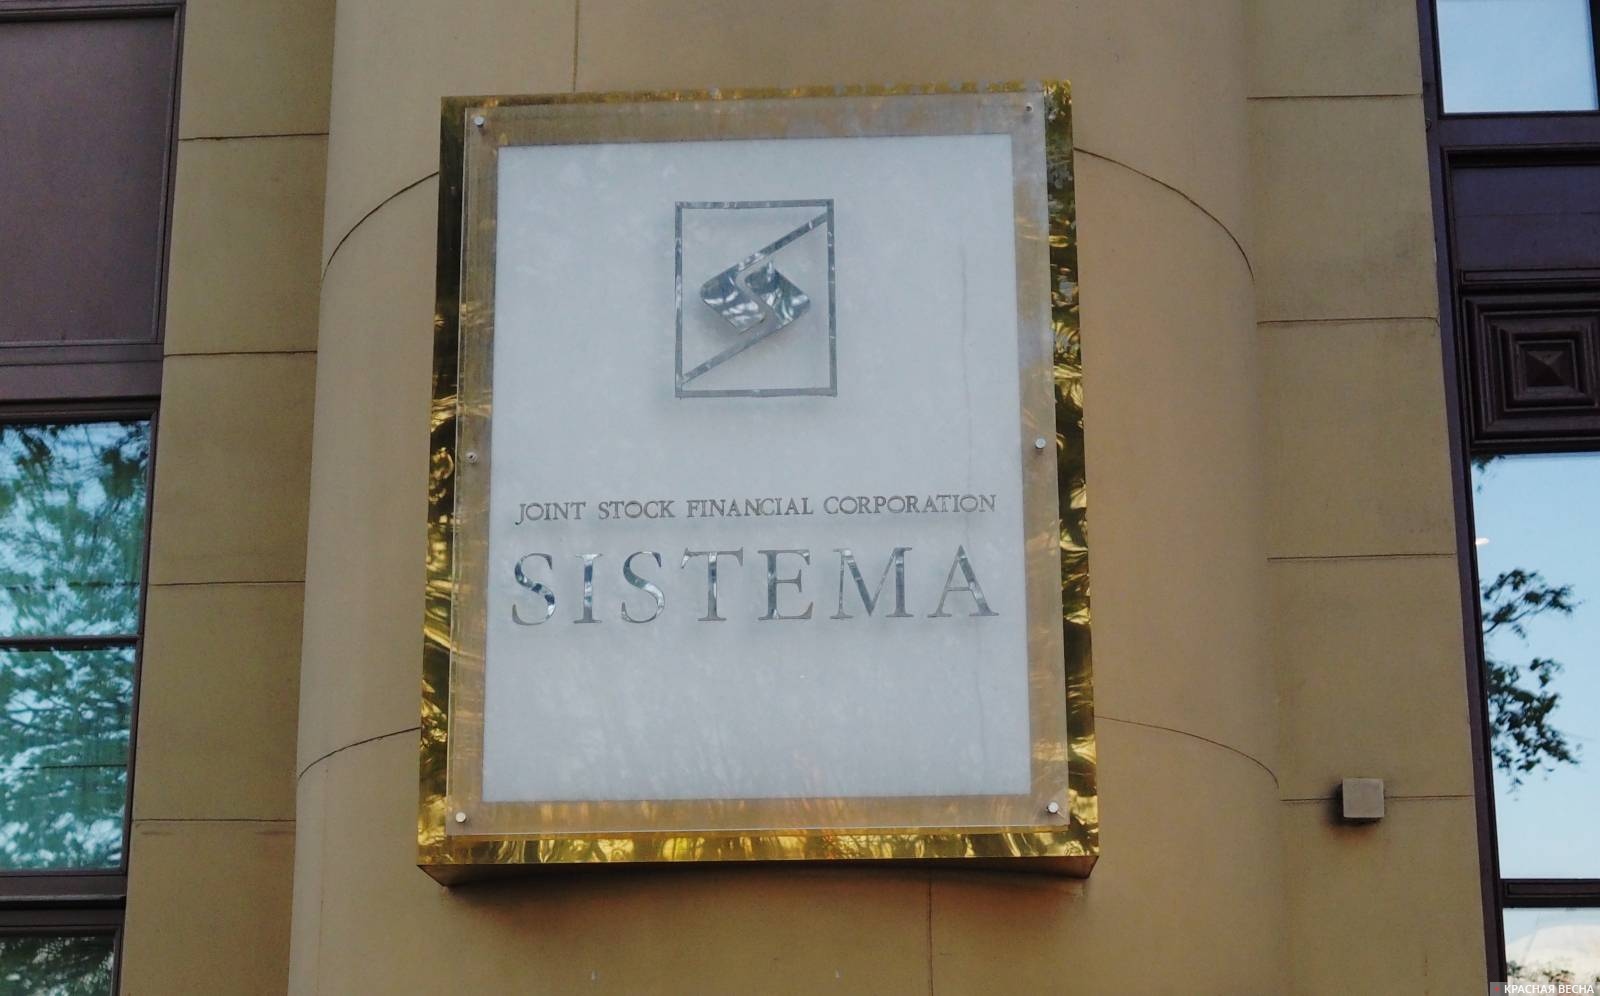 JOINT STOCK FINANCIAL CORPORATION
SISTEMA
КРАСНАЯ ВЕСНА